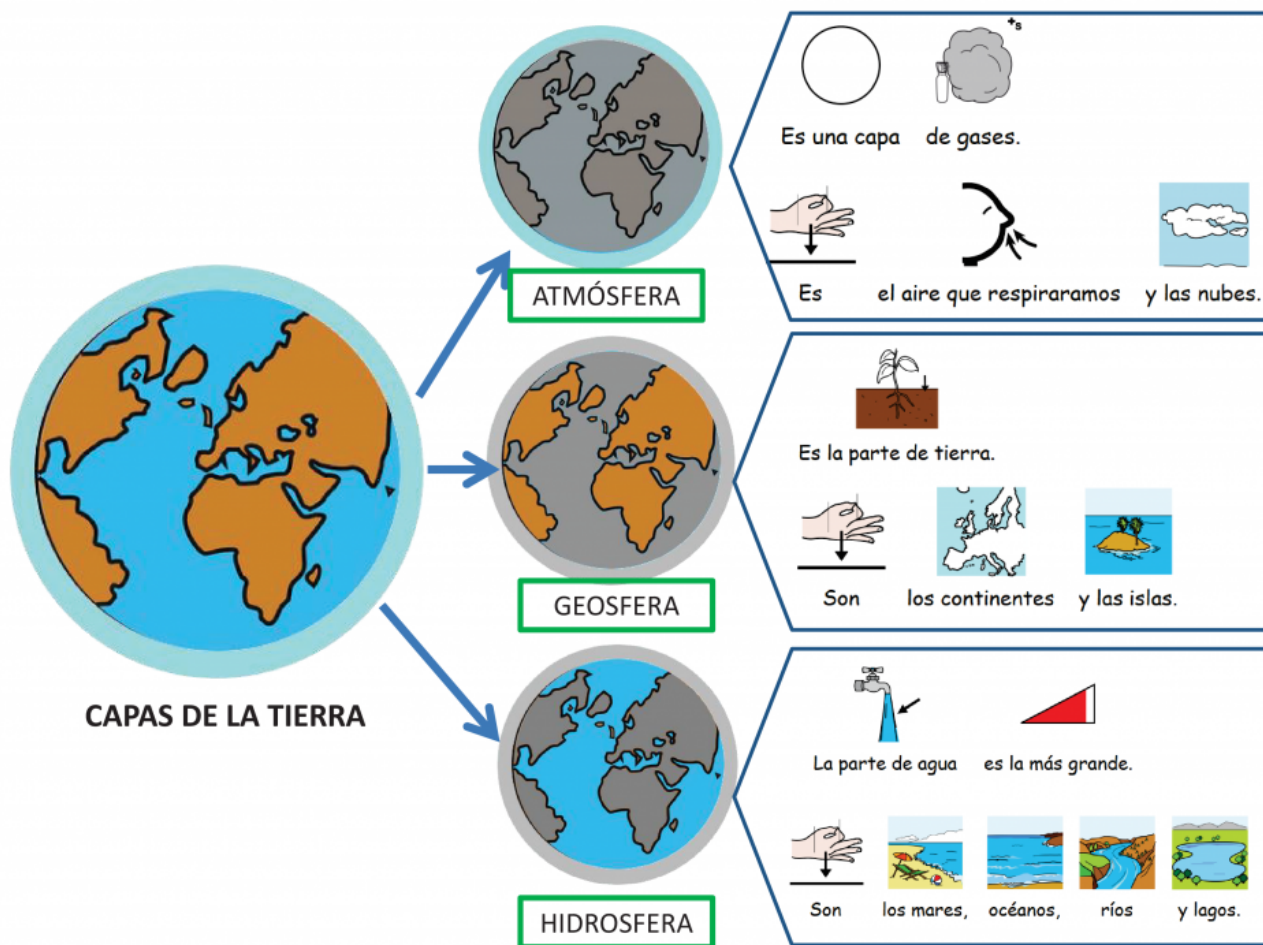 CAPAS DE LA TIERRA
ATMÓSFERA
+s
Es una capa de gases.
Es el aire que respiraramos y las nubes.
GEOSFERA
Es la parte de tierra.
Son los continentes y las islas.
HIDROSFERA
La parte de agua es la más grande.
Son los mares, océanos, ríos y lagos.